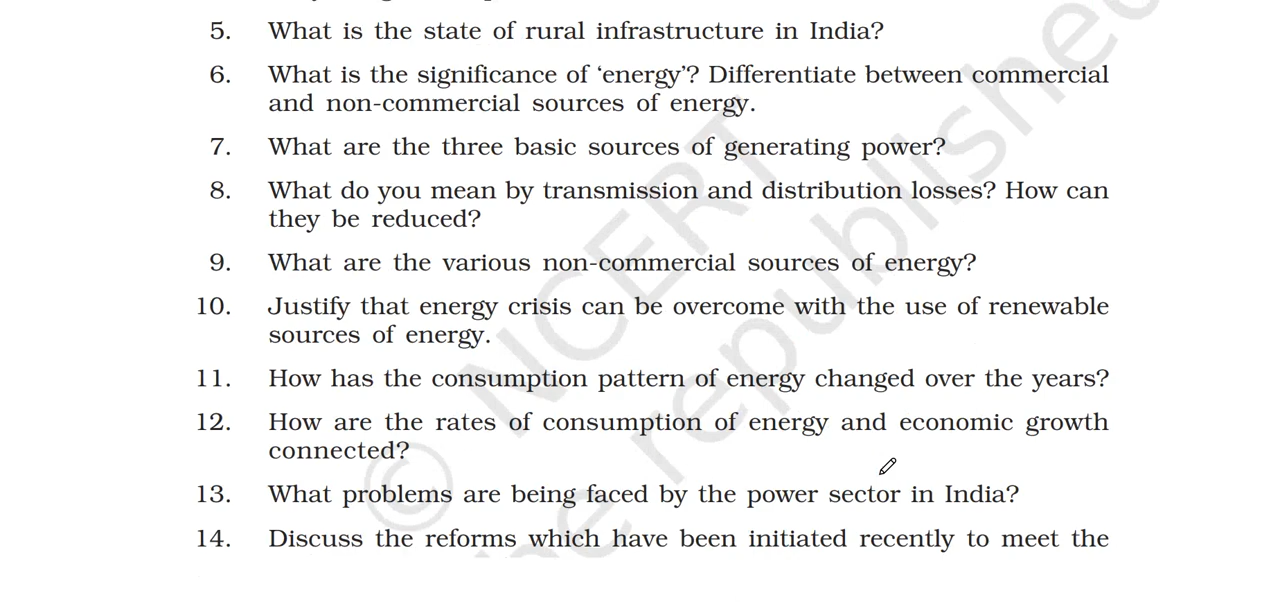 5. What is the state of rural infrastructure in India?
6. What is the significance of ‘energy’? Differentiate between commercial
and non-commercial sources of energy.
7. What are the three basic sources of generating power?
8. What do you mean by transmission and distribution losses? How can
they be reduced?
9. What are the various non-commercial sources of energy?
10. Justify that energy crisis can be overcome with the use of renewable
sources of energy.
11. How has the consumption pattern of energy changed over the years?
12. How are the rates of consumption of energy and economic growth
connected?
13. What problems are being faced by the power sector in India?
14. Discuss the reforms which have been initiated recently to meet the
© NCERT
be republished